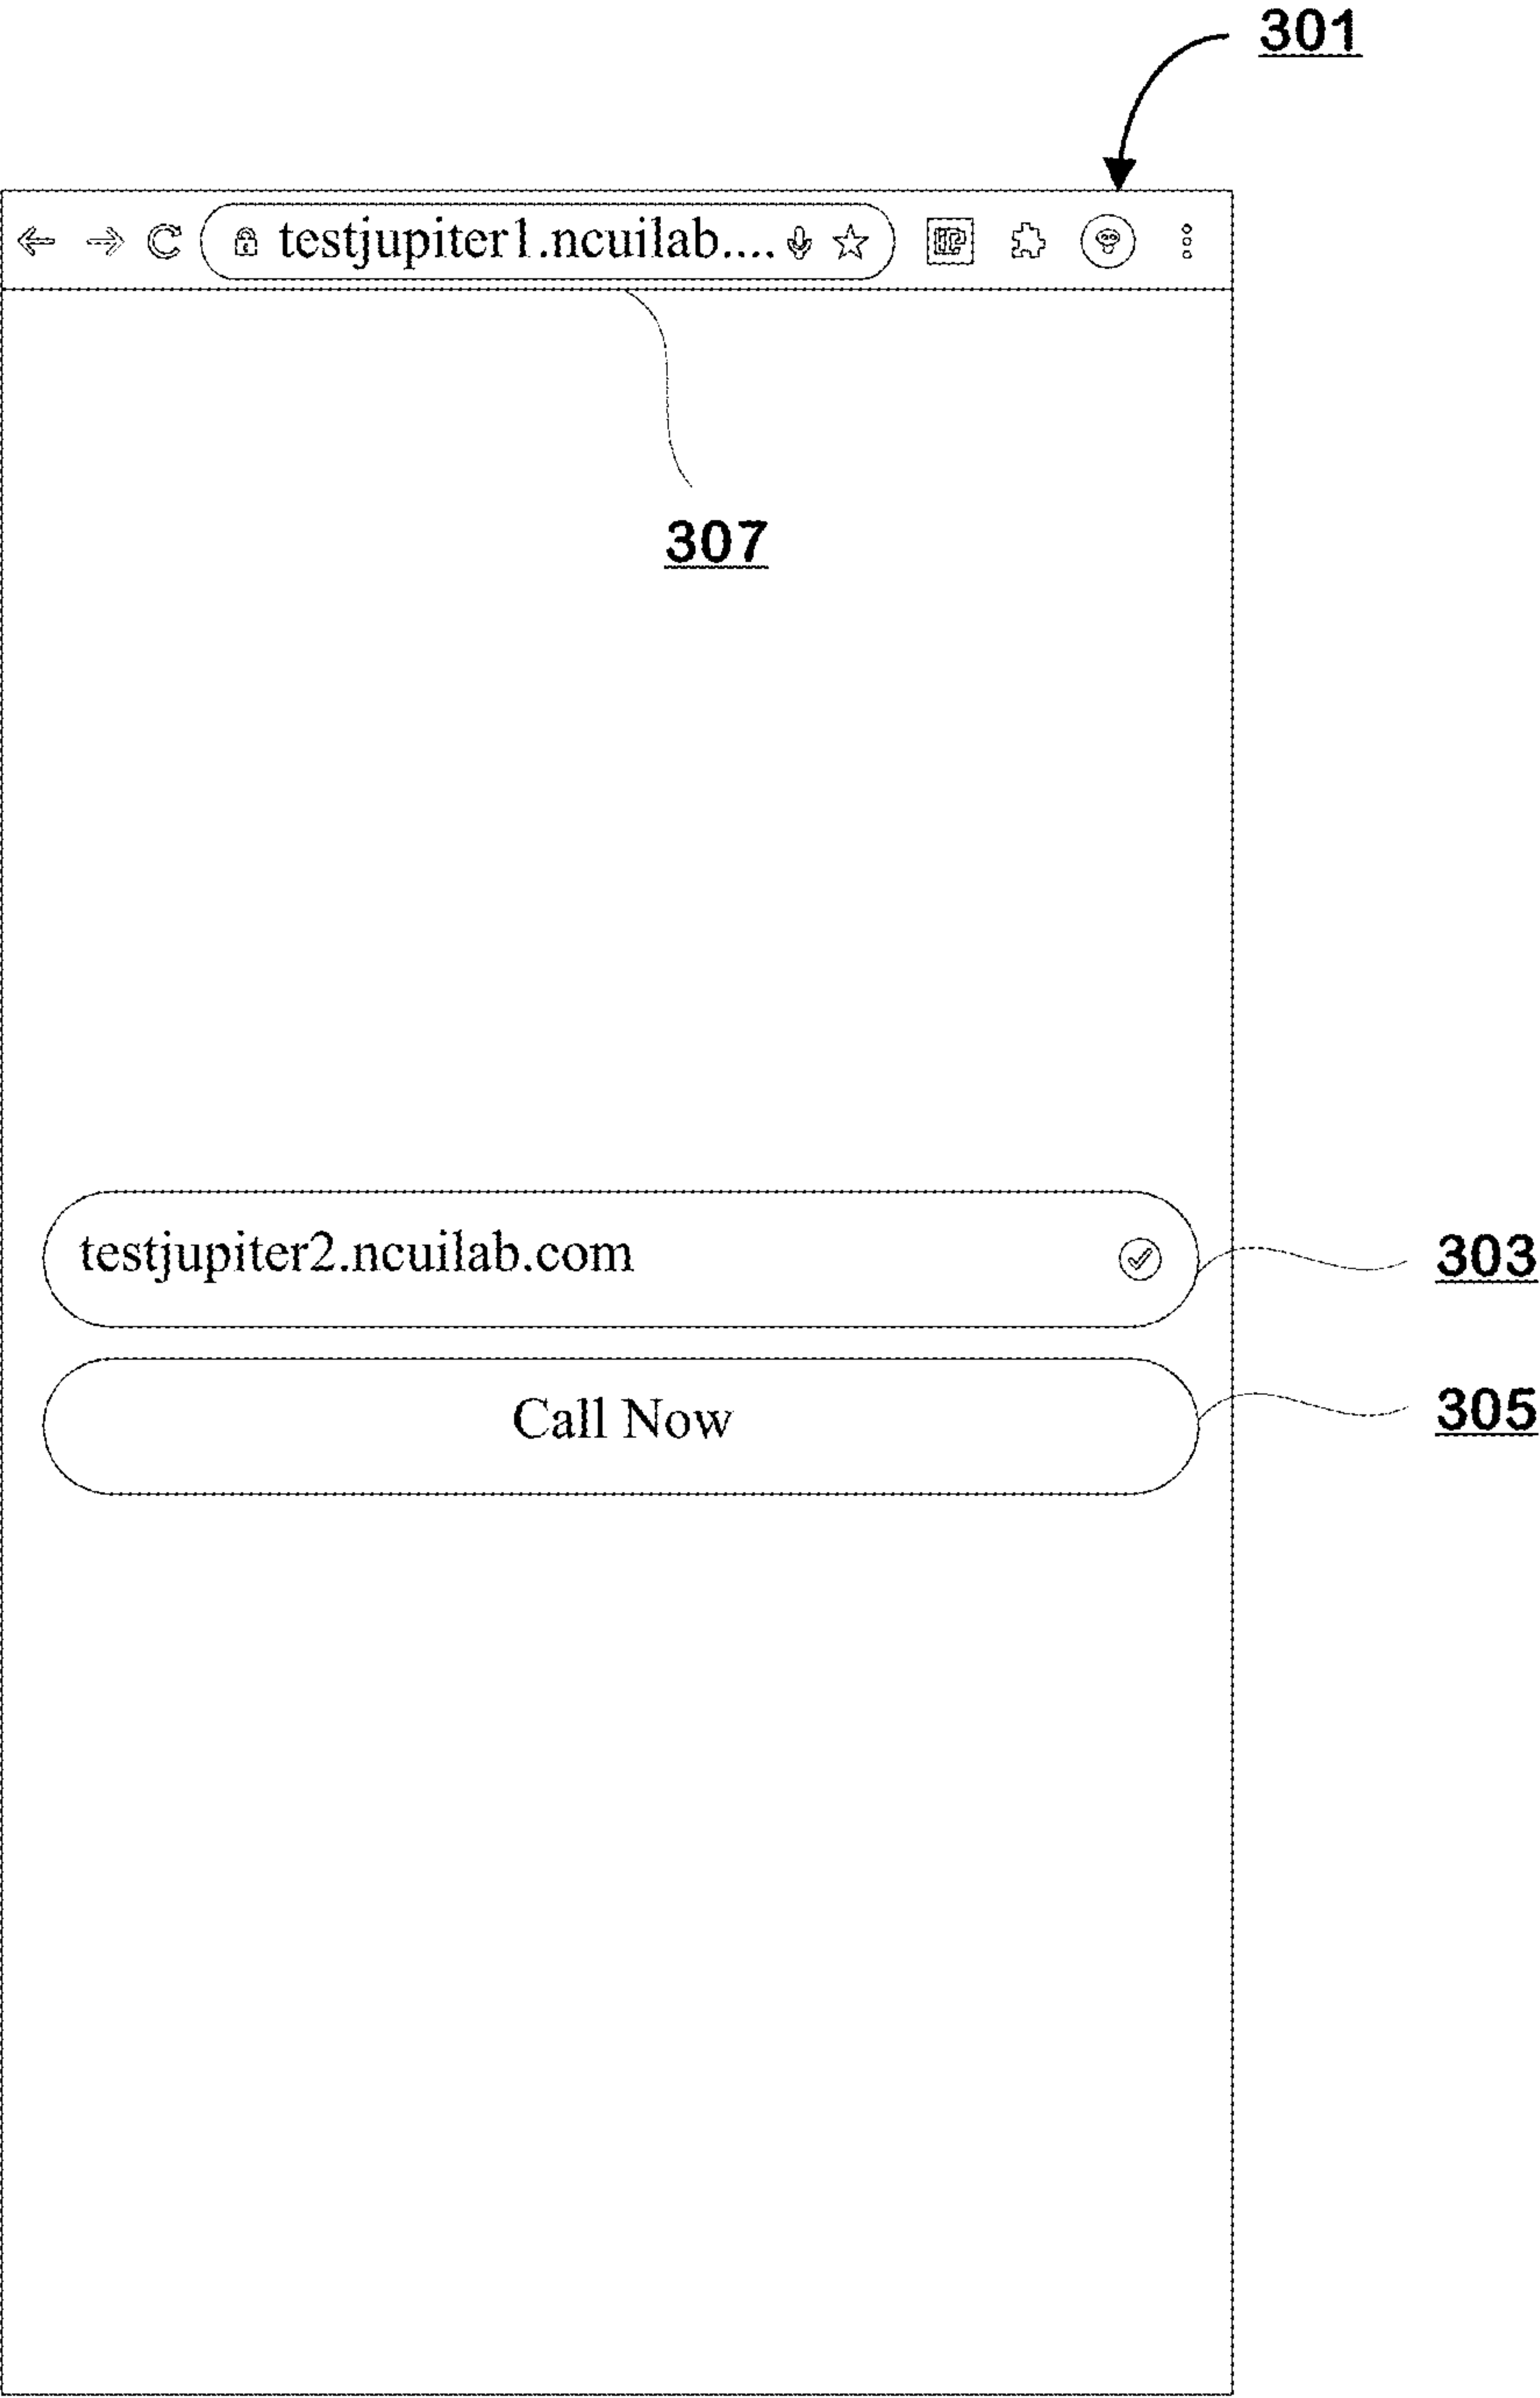 301
testjupiter1.ncuilab....
307
testjupiter2.ncuilab.com
303
Call Now
305